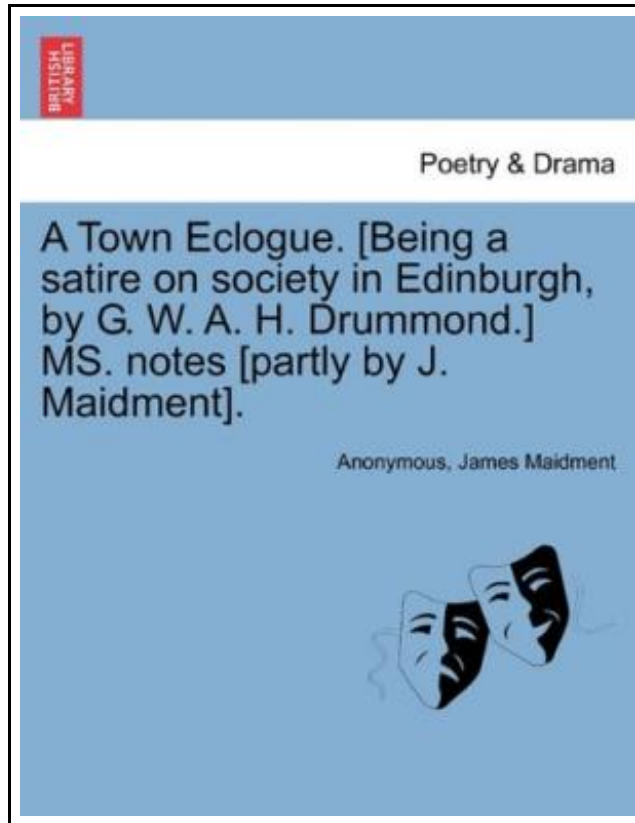 BRITISH
LIBRARY
Poetry & Drama
A Town Eclogue. [Being a
satire on society in Edinburgh,
by G. W. A. H. Drummond.]
MS. notes [partly by J.
Maidment].
Anonymous, James Maidment